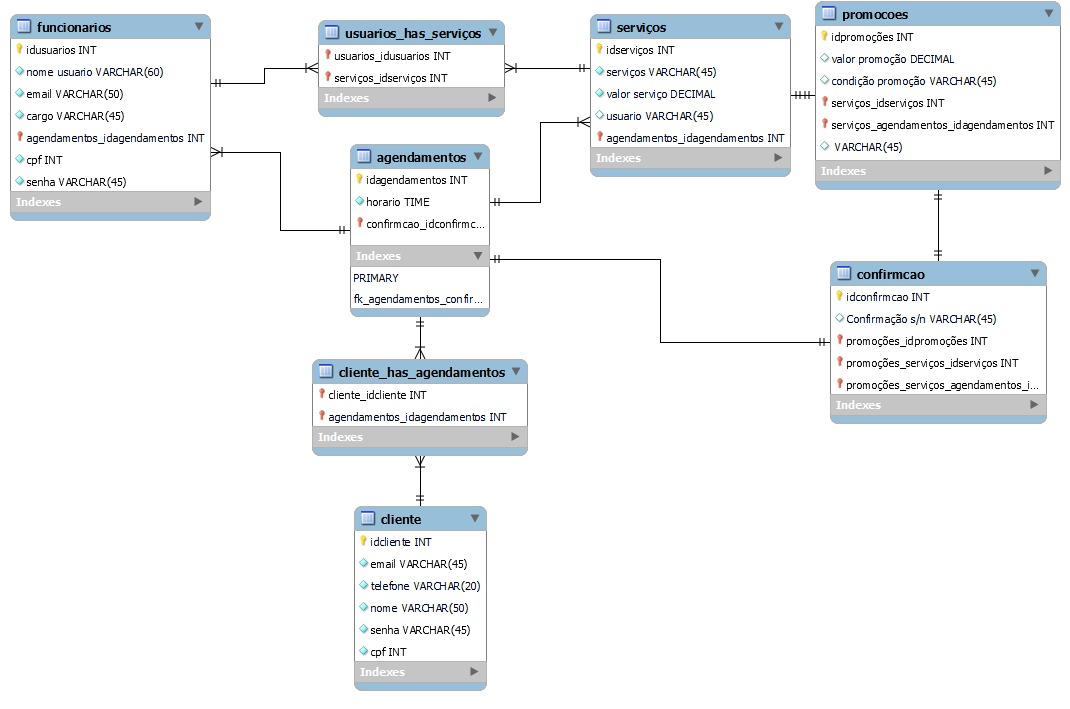 funcionarios
idusuarios INT
nome usuario VARCHAR(60)
email VARCHAR(50)
cargo VARCHAR(45)
agendamentos_idagendamentos INT
cpf INT
senha VARCHAR(45)
Indexes
usuarios_has_serviços
usuarios_idusuarios INT
serviços_idserviços INT
Indexes
serviços
idserviços INT
serviços VARCHAR(45)
valor serviço DECIMAL
usuario VARCHAR(45)
agendamentos_idagendamentos INT
Indexes
promocoes
idpromoções INT
valor promoção DECIMAL
condição promoção VARCHAR(45)
serviços_idserviços INT
serviços_agendamentos_idagendamentos INT
VARCHAR(45)
Indexes
agendamentos
idagendamentos INT
horario TIME
confirmcao_idconfirmc...
Indexes
PRIMARY
fk_agendamentos_confir...
confirmcao
idconfirmcao INT
Confirmação s/n VARCHAR(45)
promoções_idpromoções INT
promoções_serviços_idserviços INT
promoções_serviços_agendamentos_i...
Indexes
cliente_has_agendamentos
cliente_idcliente INT
agendamentos_idagendamentos INT
Indexes
cliente
idcliente INT
email VARCHAR(45)
telefone VARCHAR(20)
nome VARCHAR(50)
senha VARCHAR(45)
cpf INT
Indexes